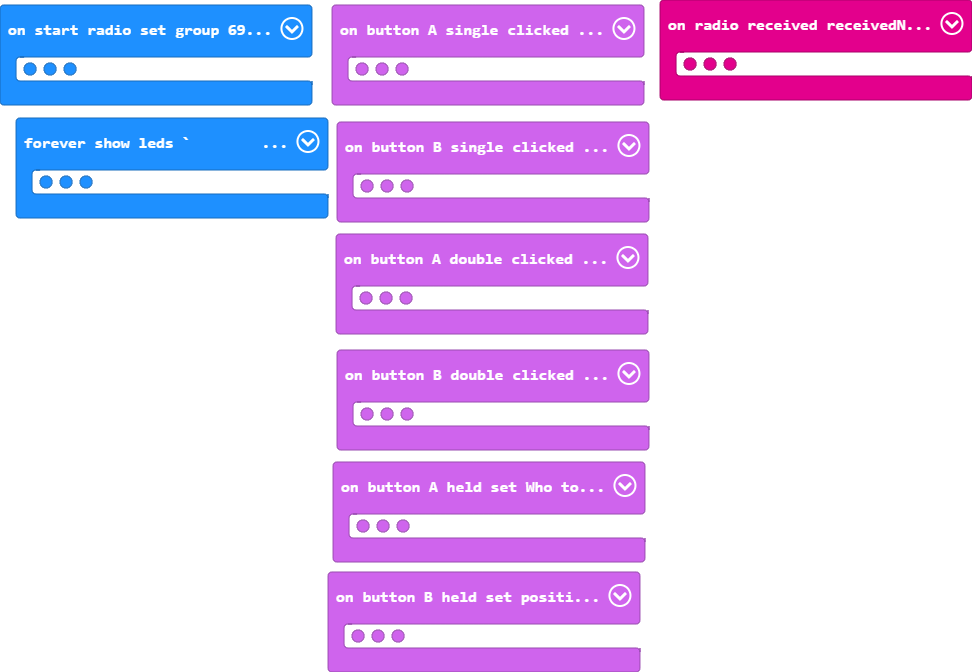 on start radio set group 69...
forever show leds ` ...
on button A single clicked ...
on button B single clicked ...
on button A double clicked ...
on button B double clicked ...
on button A held set Who to...
on button B held set positi...
on radio received receivedN...